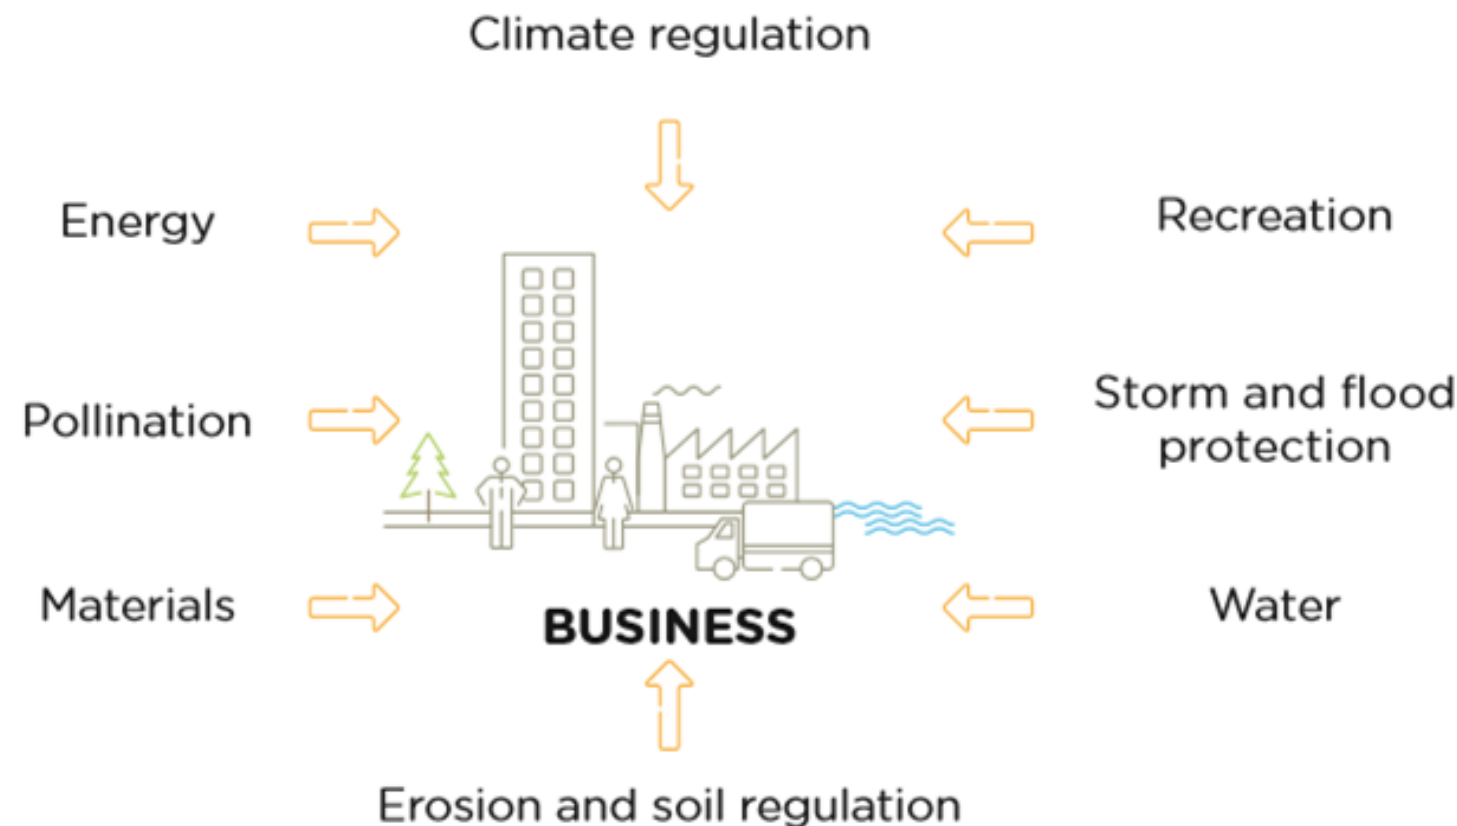 Climate regulation
Energy
Recreation
Pollination
Storm and flood
protection
Materials
Water
BUSINESS
Erosion and soil regulation